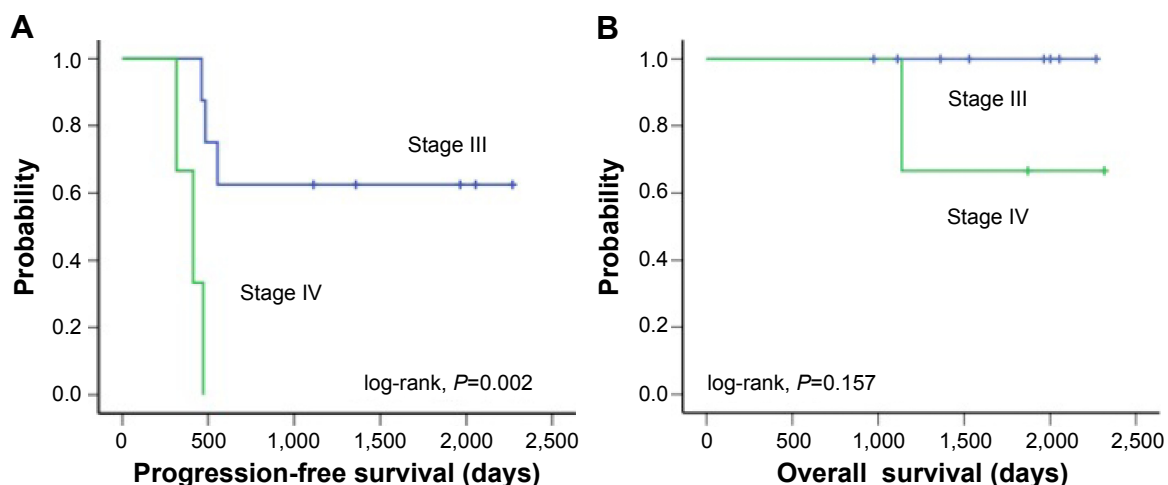 A
Probability
1.0
0.8
0.6
0.4
0.2
0.0
Stage III
Stage IV
log-rank, P=0.002
0 500 1,000 1,500 2,000 2,500
Progression-free survival (days)
B
Probability
1.0
0.8
0.6
0.4
0.2
0.0
Stage III
Stage IV
log-rank, P=0.157
0 500 1,000 1,500 2,000 2,500
Overall survival (days)